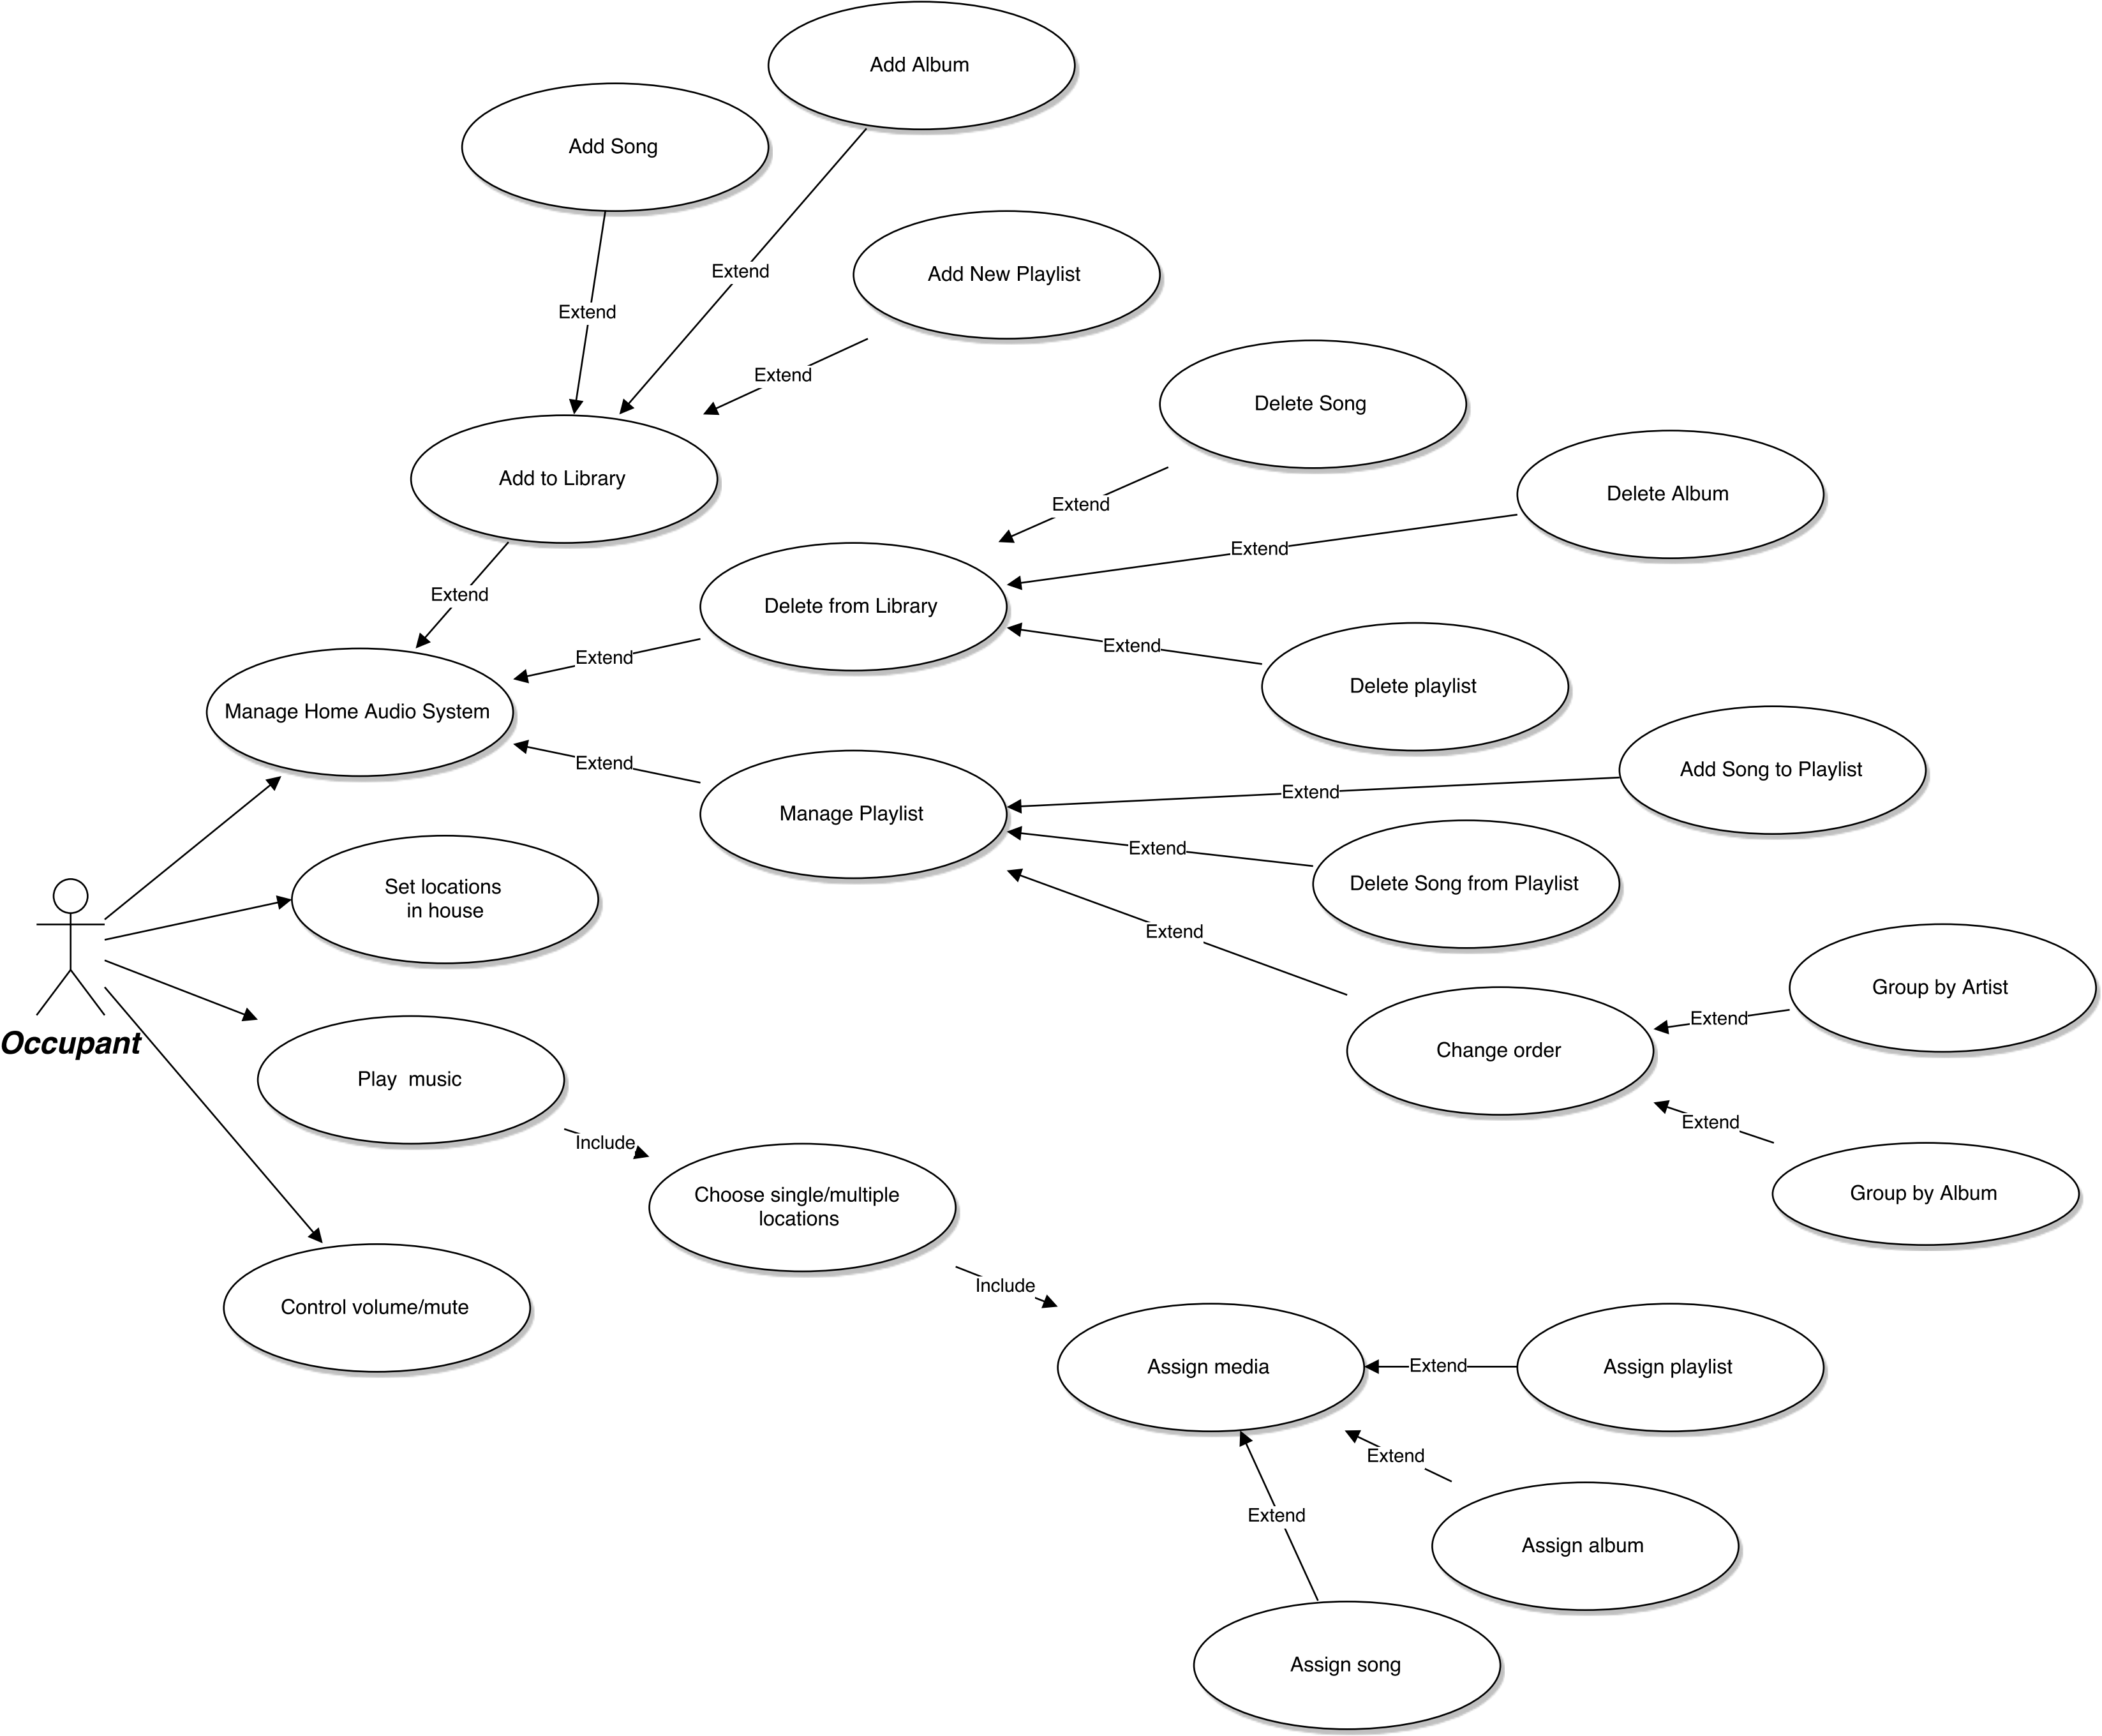 Add Album
Add Song
Extend
Add New Playlist
Extend
Extend
Delete Song
Add to Library
Extend
Delete Album
Extend
Extend
Delete from Library
Extend
Extend
Delete playlist
Manage Home Audio System
Extend
Manage Playlist
Extend
Add Song to Playlist
Extend
Delete Song from Playlist
Set locations
in house
Extend
Group by Artist
Extend
Occupant
Change order
Play  music
Extend
Include
Choose single/multiple
locations
Group by Album
Include
Control volume/mute
Assign media
Extend
Assign playlist
Extend
Extend
Assign album
Assign song